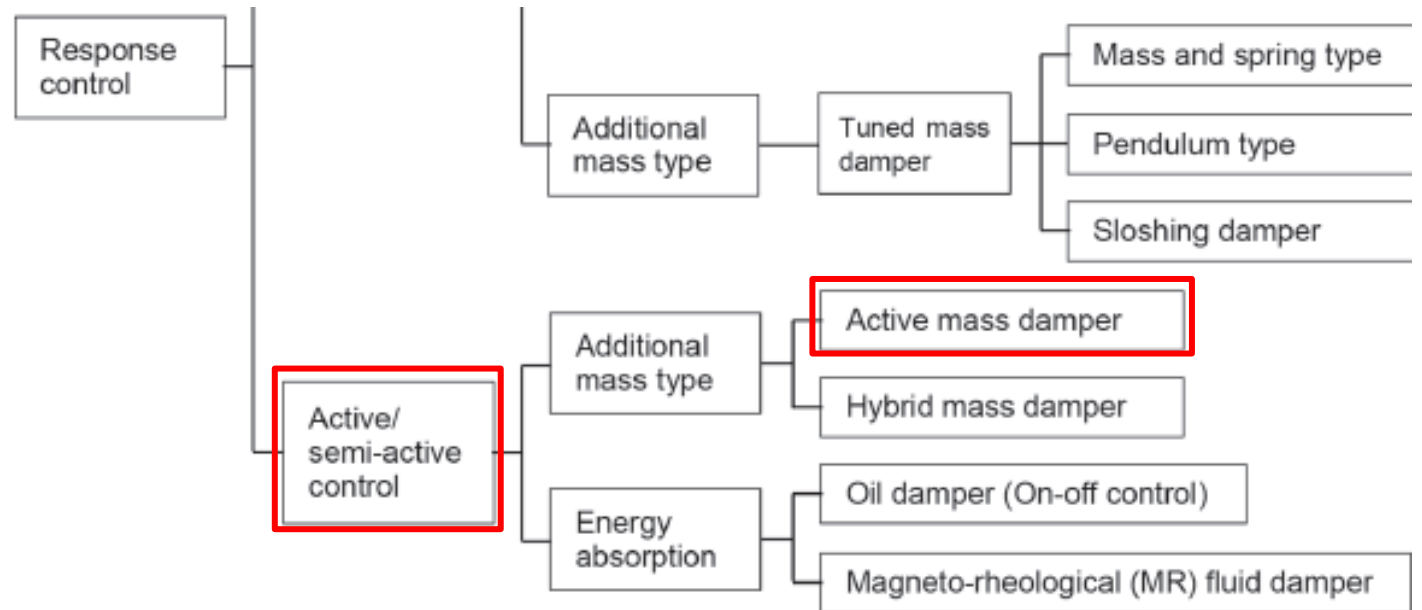 Response
control
Additional
mass type
Tuned mass
damper
Mass and spring type
Pendulum type
Sloshing damper
Active/
semi-active
control
Additional
mass type
Active mass damper
Hybrid mass damper
Energy
absorption
Oil damper (On-off control)
Magneto-rheological (MR) fluid damper